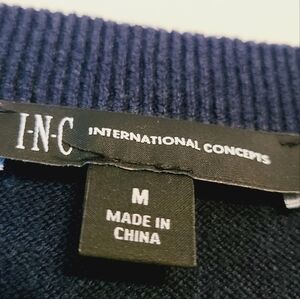 I·N·C INTERNATIONAL CONCEPTS
M
MADE IN
CHINA